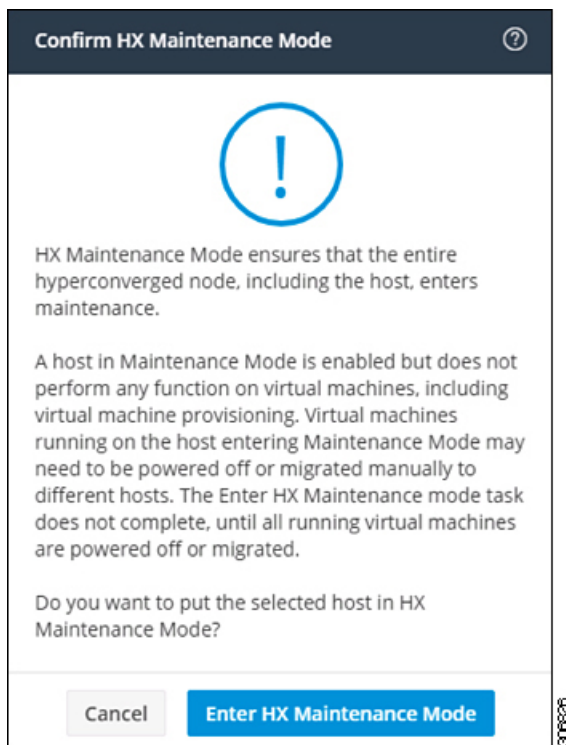 Confirm HX Maintenance Mode
HX Maintenance Mode ensures that the entire
hyperconverged node, including the host, enters
maintenance.
A host in Maintenance Mode is enabled but does not
perform any function on virtual machines, including
virtual machine provisioning. Virtual machines
running on the host entering Maintenance Mode may
need to be powered off or migrated manually to
different hosts. The Enter HX Maintenance mode task
does not complete, until all running virtual machines
are powered off or migrated.
Do you want to put the selected host in HX
Maintenance Mode?
Cancel
Enter HX Maintenance Mode